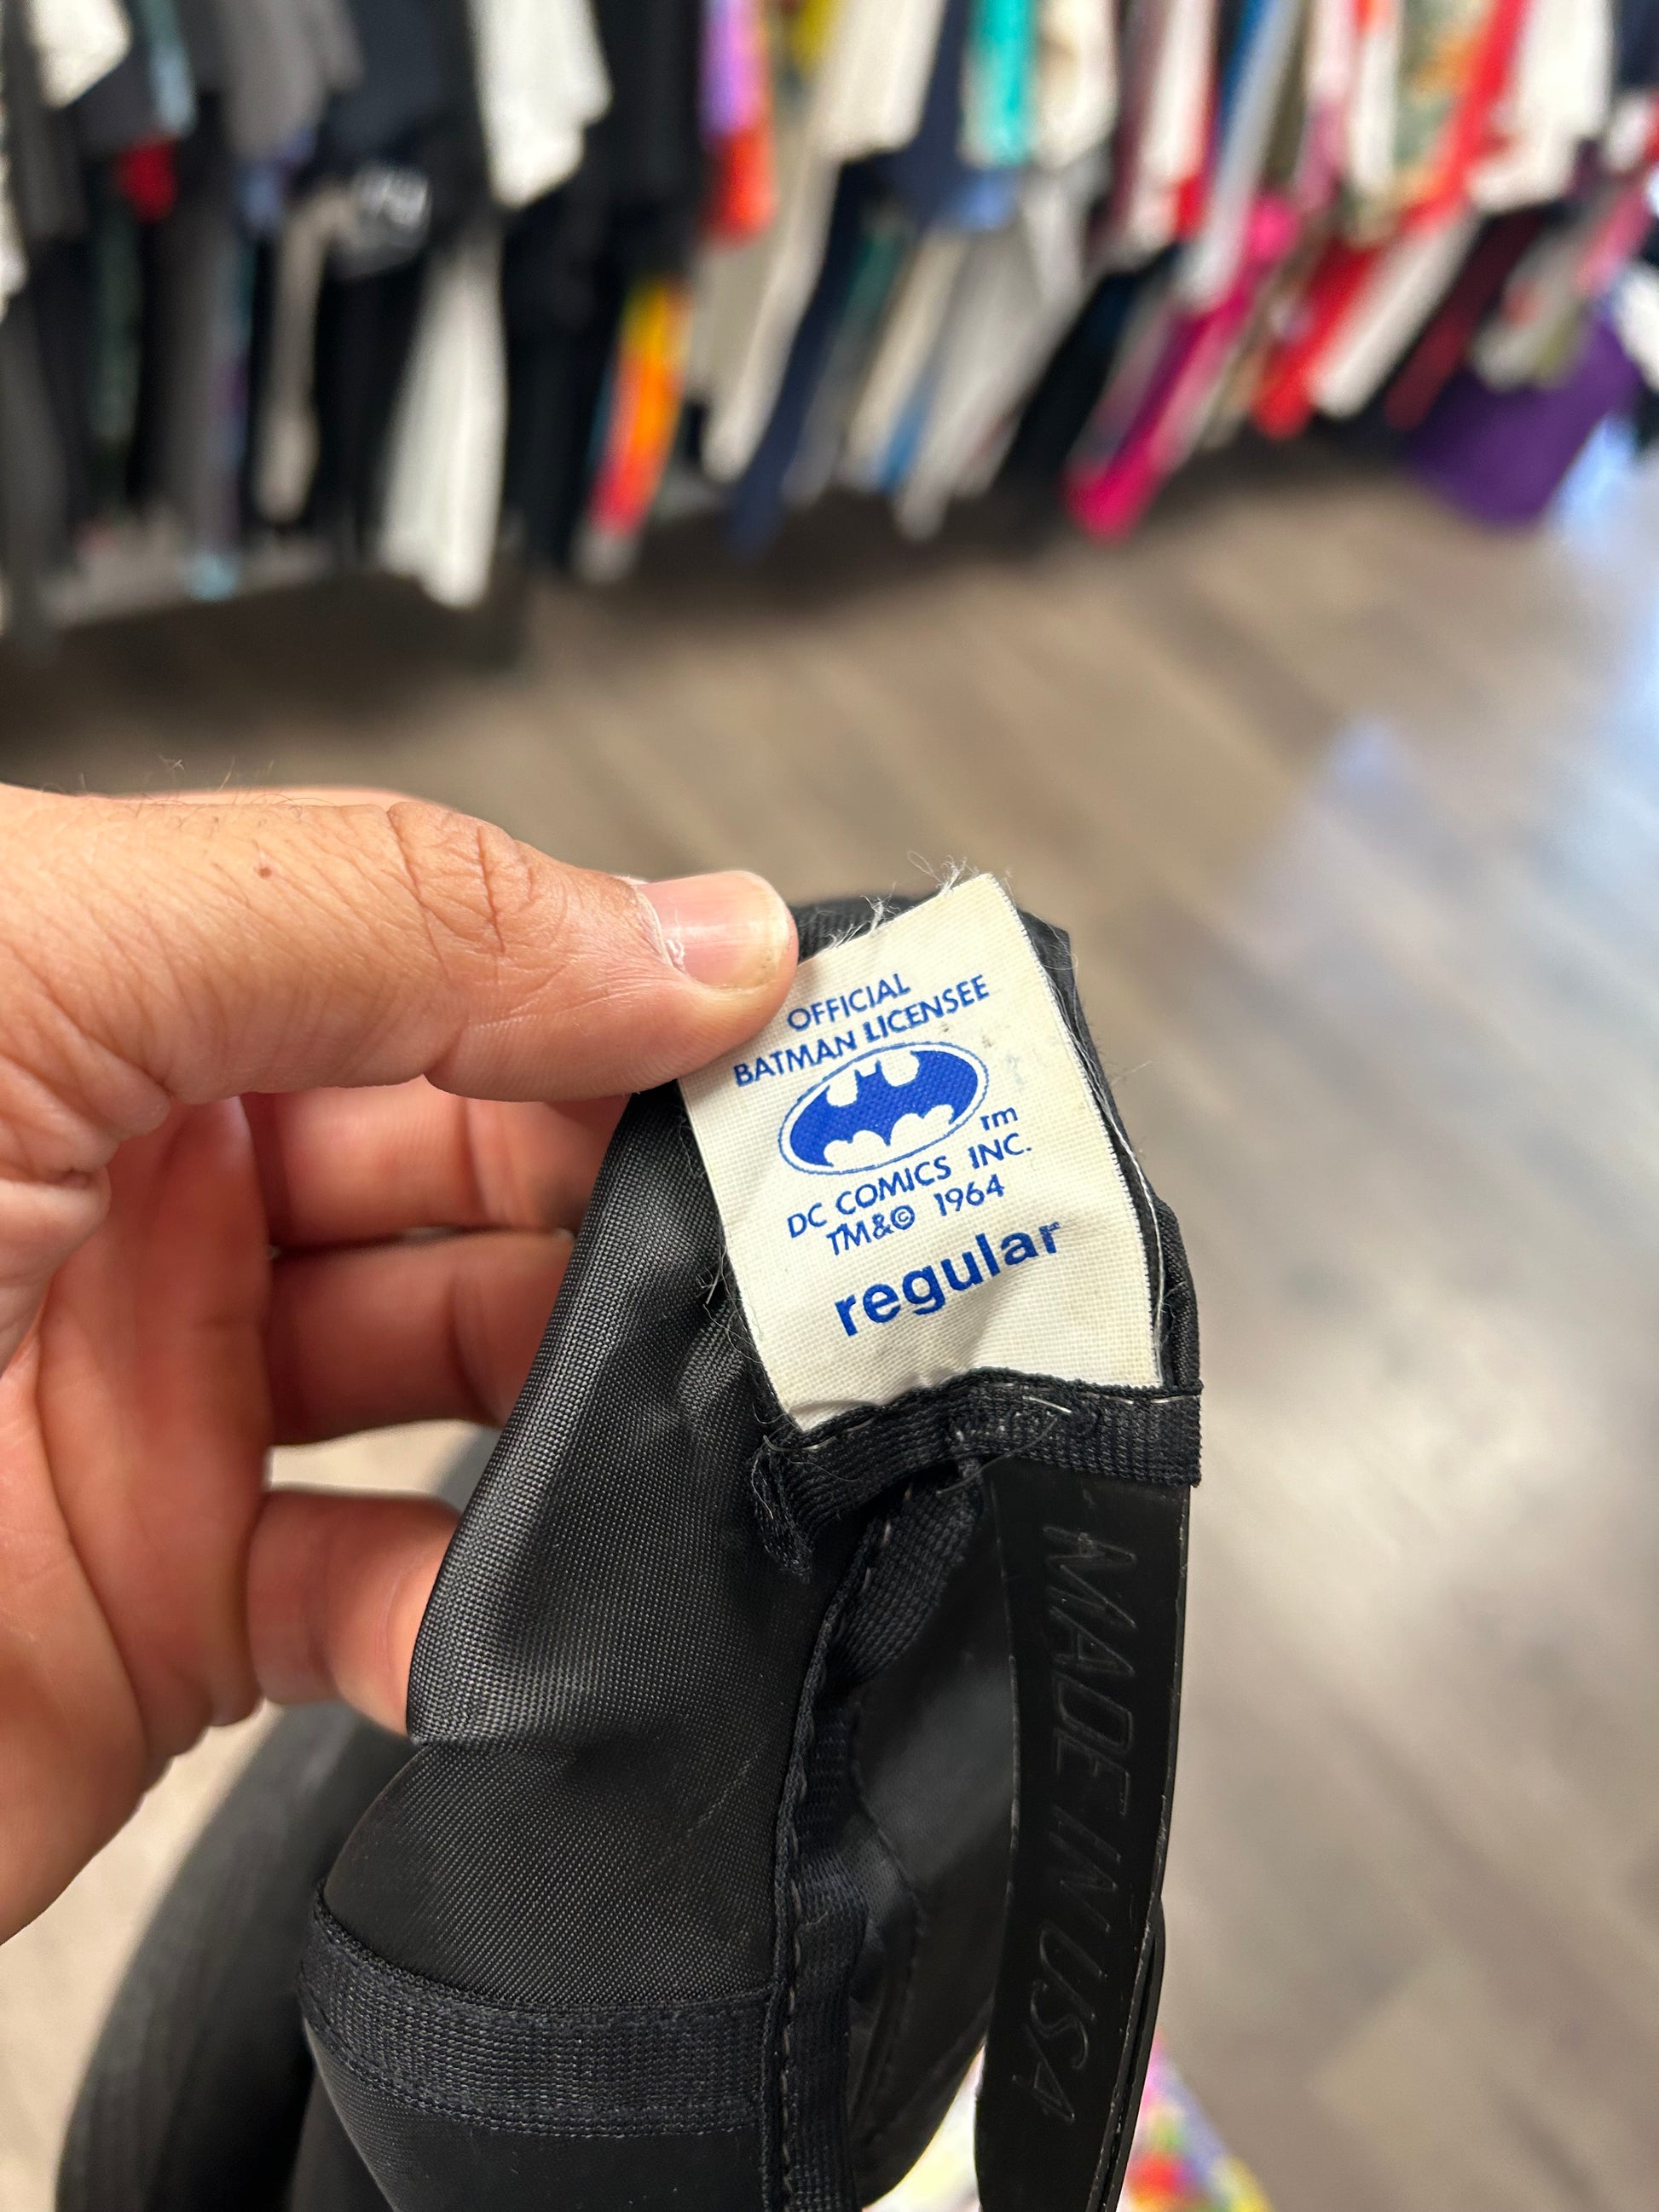 OFFICIAL
BATMAN LICENSEE
TM
DC COMICS INC.
TM&© 1964
regular
MADE IN USA